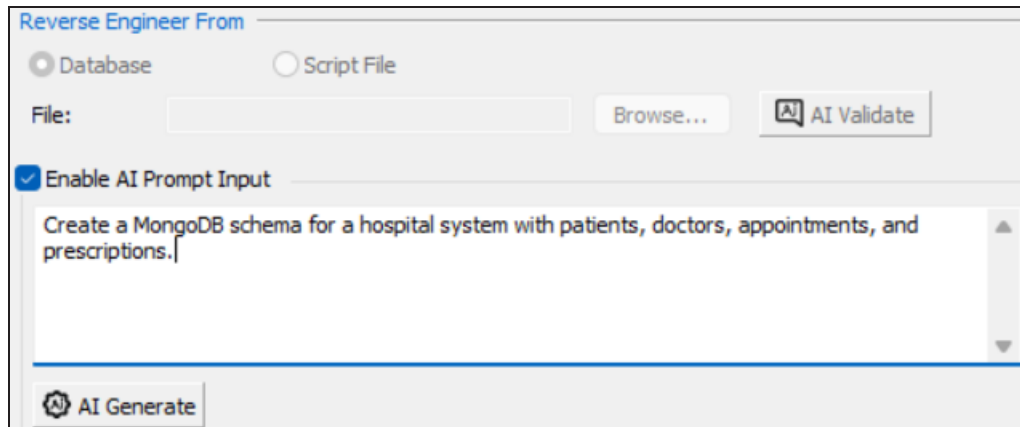 Reverse Engineer From
Database Script File
File: Browse... AI Validate
Enable AI Prompt Input
Create a MongoDB schema for a hospital system with patients, doctors, appointments, and
prescriptions.
AI Generate